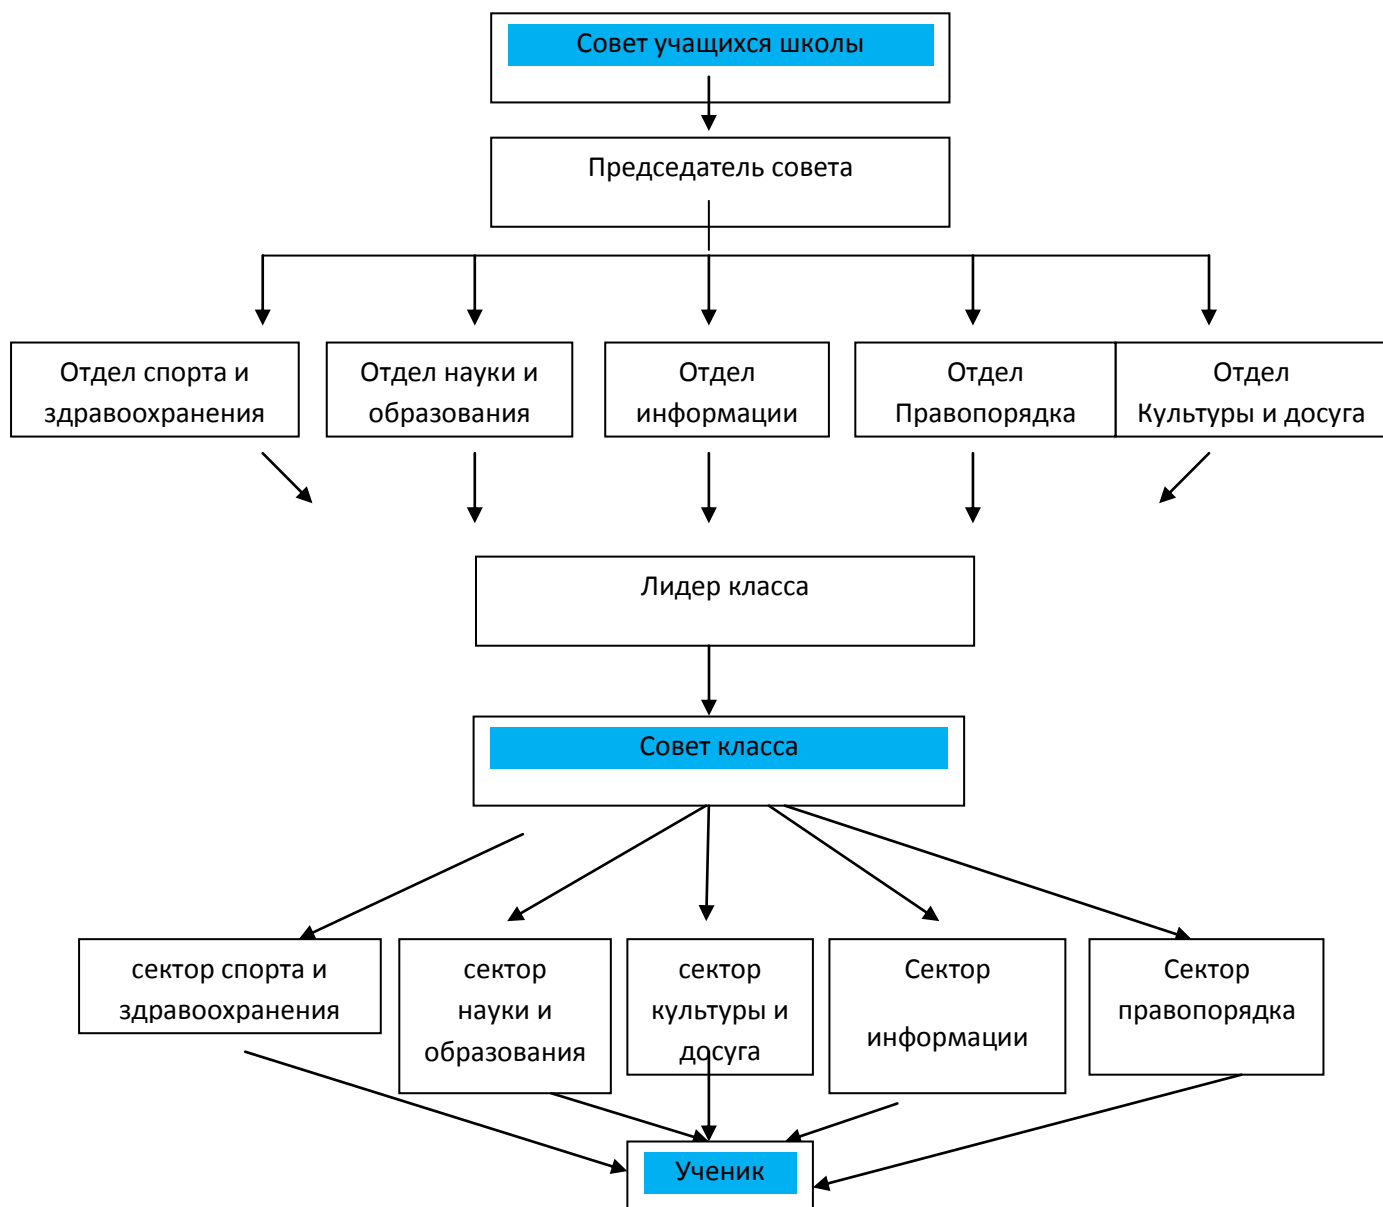 Совет учащихся школы
Председатель совета
Отдел спорта и
здравоохранения
Отдел науки и
образования
Отдел
информации
Отдел
Правопорядка
Отдел
Культуры и досуга
Лидер класса
Совет класса
сектор спорта и
здравоохранения
сектор
науки и
образования
сектор
культуры и
досуга
Сектор
информации
Сектор
правопорядка
Ученик